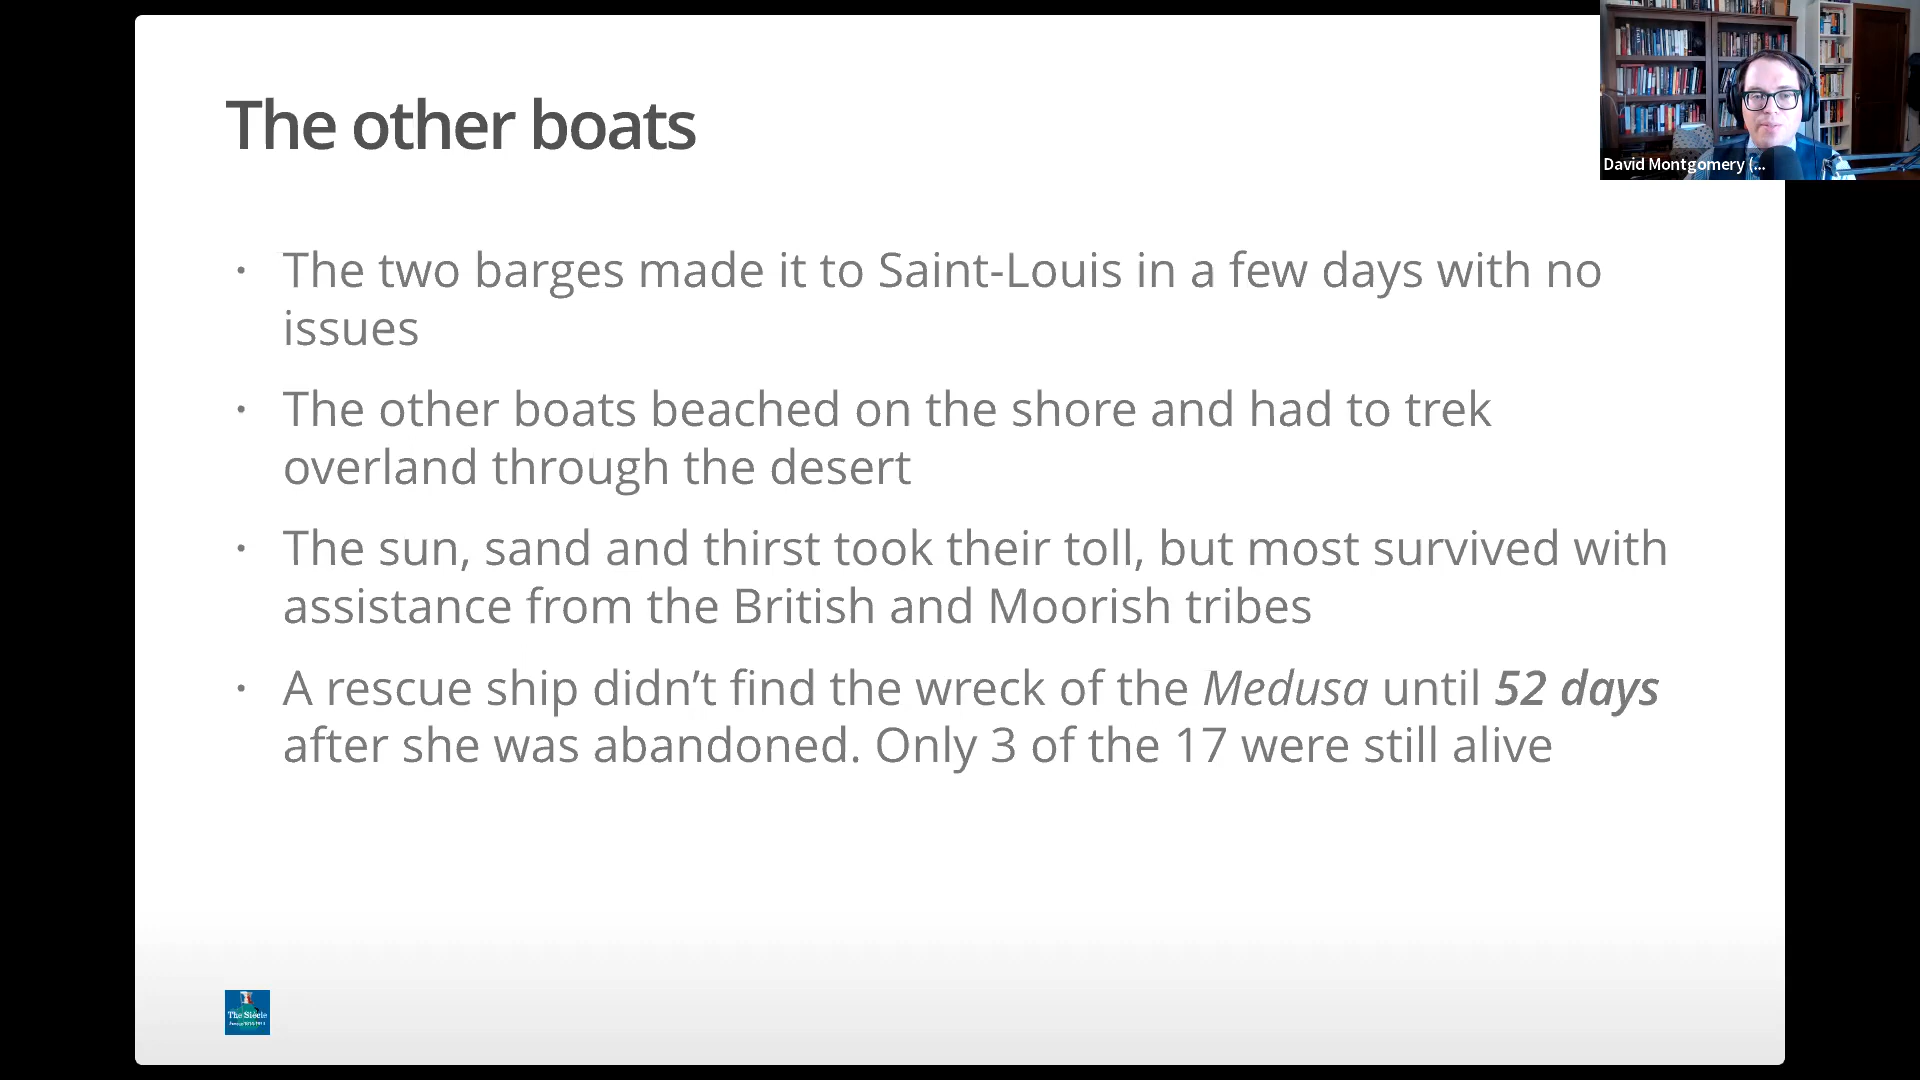 The other boats
David Montgomery (...
• The two barges made it to Saint-Louis in a few days with no
issues
• The other boats beached on the shore and had to trek
overland through the desert
• The sun, sand and thirst took their toll, but most survived with
assistance from the British and Moorish tribes
• A rescue ship didn’t find the wreck of the Medusa until 52 days
after she was abandoned. Only 3 of the 17 were still alive
The Siècle